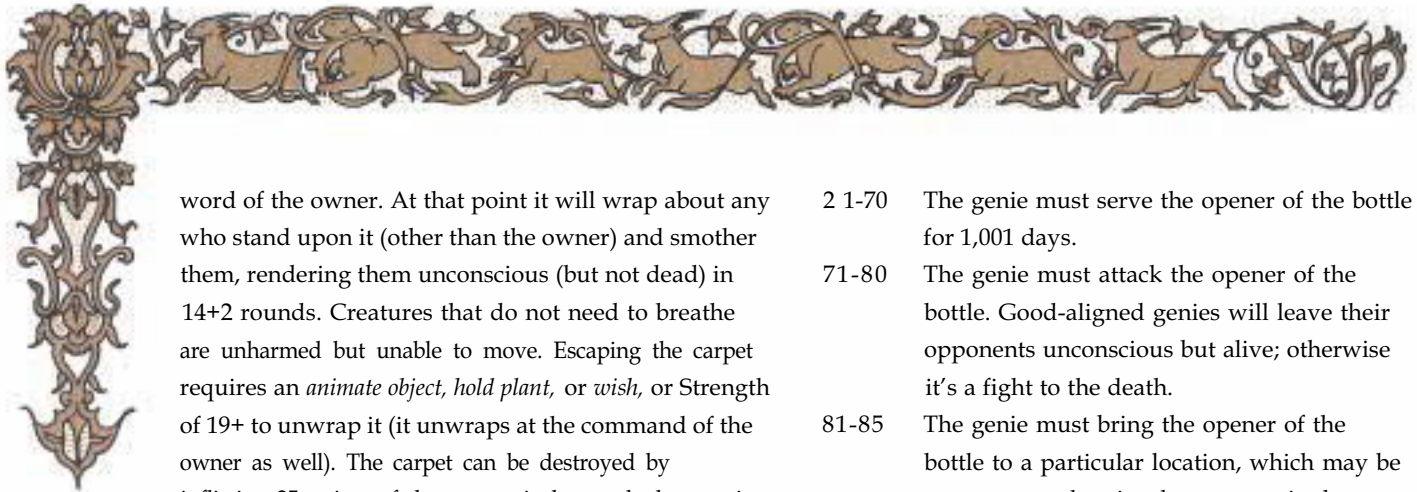 word of the owner. At that point it will wrap about any
who stand upon it (other than the owner) and smother
them, rendering them unconscious (but not dead) in
14+2 rounds. Creatures that do not need to breathe
are unharmed but unable to move. Escaping the carpet
requires an animate object, hold plant, or wish, or Strength
of 19+ to unwrap it (it unwraps at the command of the
owner as well). The carpet can be destroyed by
2 1-70 The genie must serve the opener of the bottle
for 1,001 days.
71-80 The genie must attack the opener of the
bottle. Good-aligned genies will leave their
opponents unconscious but alive; otherwise
it's a fight to the death.
81-85 The genie must bring the opener of the
bottle to a particular location, which may be